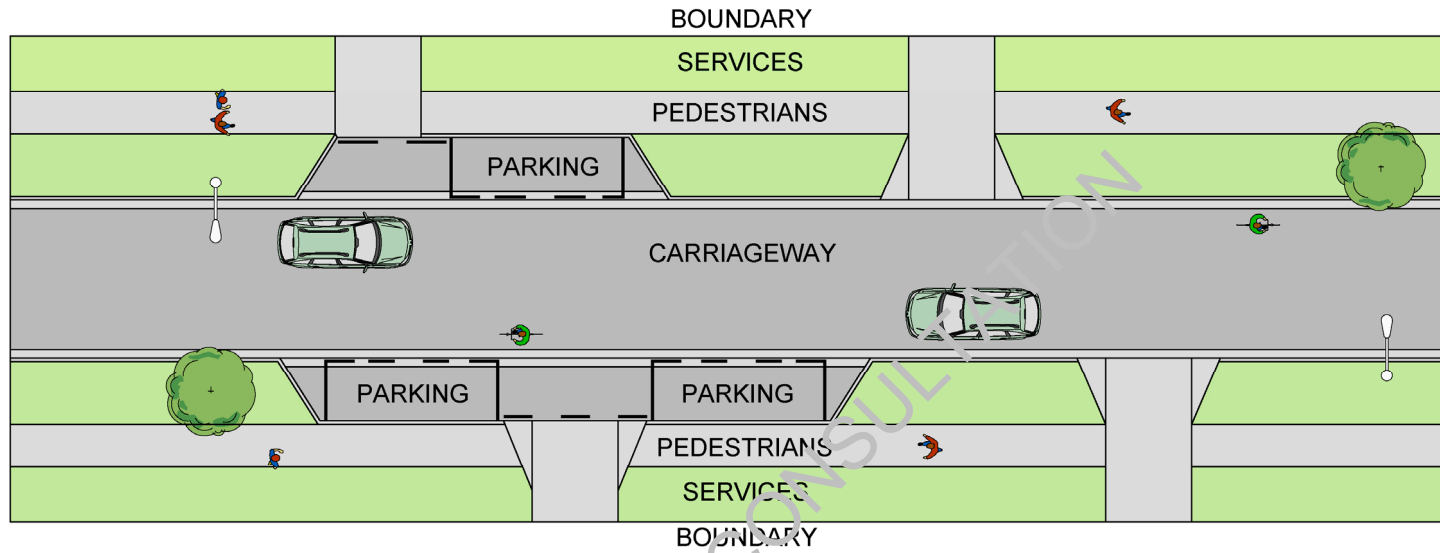 BOUNDARY
SERVICES
PEDESTRIANS
PARKING
CARRIAGEWAY
PARKING
PARKING
PEDESTRIANS
SERVICES
BOUNDARY
CONSULTATION